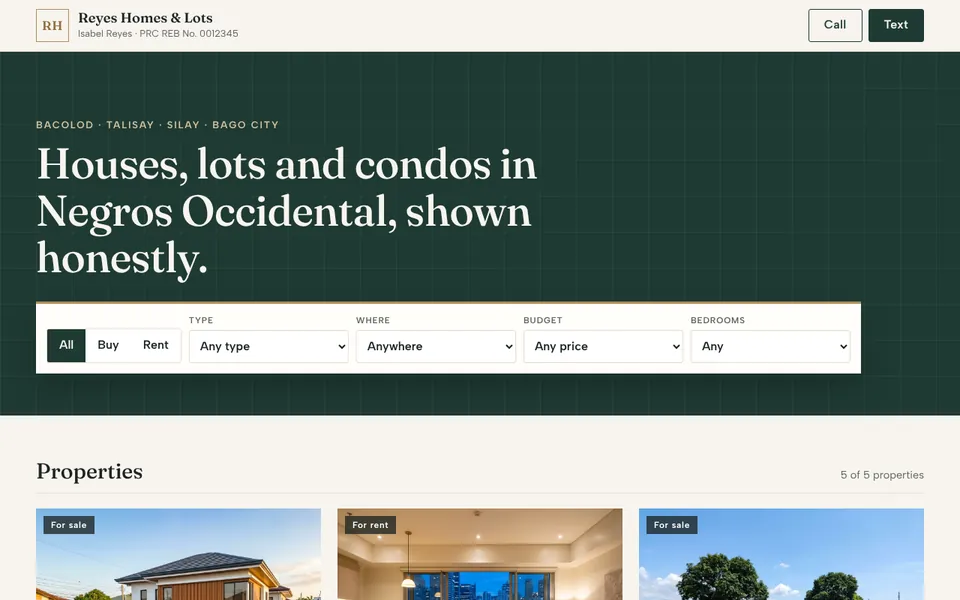 RH
Reyes Homes & Lots
Isabel Reyes · PRC REB No. 0012345
Call
Text
BACOLOD · TALISAY · SILAY · BAGO CITY
Houses, lots and condos in
Negros Occidental, shown
honestly.
All
Buy
Rent
TYPE
Any type
WHERE
Anywhere
BUDGET
Any price
BEDROOMS
Any
Properties
5 of 5 properties
For sale
For rent
For sale